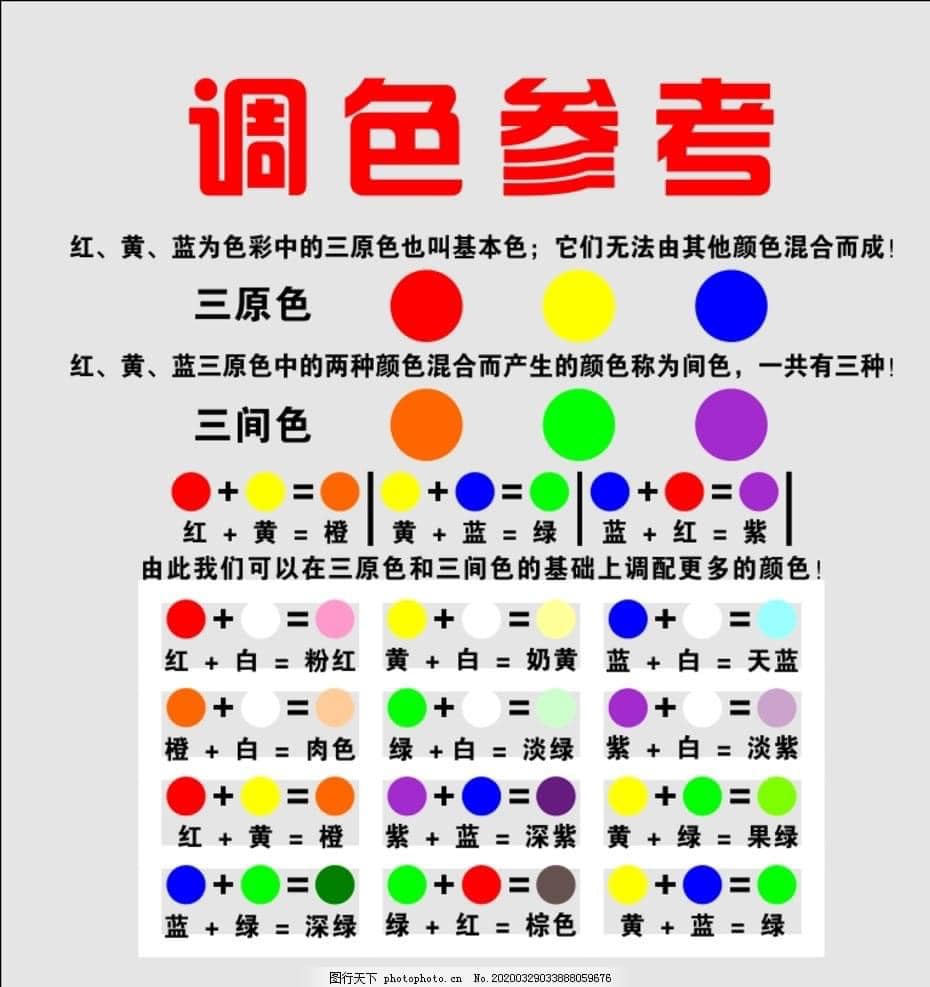 调色参考
红、黄、蓝为色彩中的三原色也叫基本色；它们无法由其他颜色混合而成！
三原色
红、黄、蓝三原色中的两种颜色混合而产生的颜色称为间色，一共有三种！
三间色
+ = + = + =
红 + 黄 = 橙 黄 + 蓝 = 绿 蓝 + 红 = 紫
由此我们可以在三原色和三间色的基础上调配更多的颜色！
+ = + = + =
红 + 白 = 粉红 黄 + 白 = 奶黄 蓝 + 白 = 天蓝
+ = + = + =
橙 + 白 = 肉色 绿 + 白 = 淡绿 紫 + 白 = 淡紫
+ = + = + =
红 + 黄 = 橙 紫 + 蓝 = 深紫 黄 + 绿 = 果绿
+ = + = + =
蓝 + 绿 = 深绿 绿 + 红 = 棕色 黄 + 蓝 = 绿
图行天下 photophoto.cn No.20200329033888059676